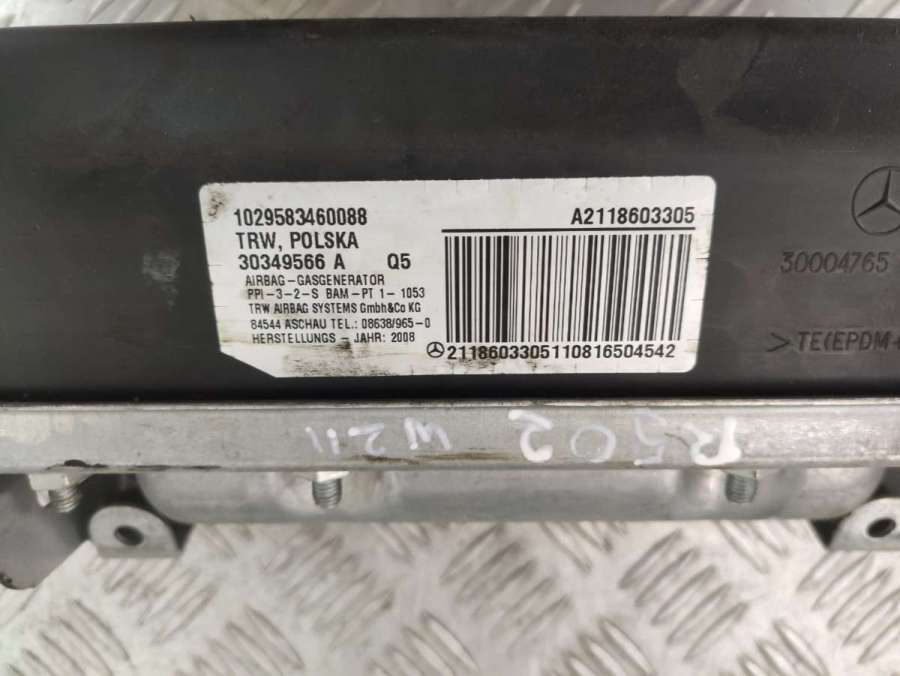 1029583460088
A2118603305
TRW, POLSKA
30349566 A Q5
AIRBAG-GASGENERATOR
PPI-3-2-S BAM-PT 1-1053
TRW AIRBAG SYSTEMS GmbH&Co KG
84544 ASCHAU TEL.: 08638/965-0
HERSTELLUNGS - JAHR: 2008
2118603305110816504542
30004765
>TE(EPDM
R502
W211